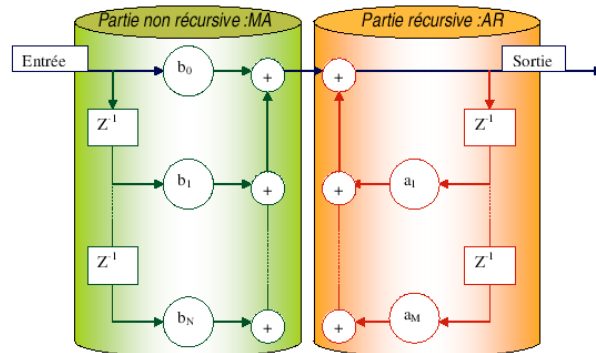 Partie non récursive :MA
Partie récursive :AR
Entrée
b0
+
+
Sortie
Z-1
Z-1
b1
+
+
a1
Z-1
Z-1
bN
+
+
aM